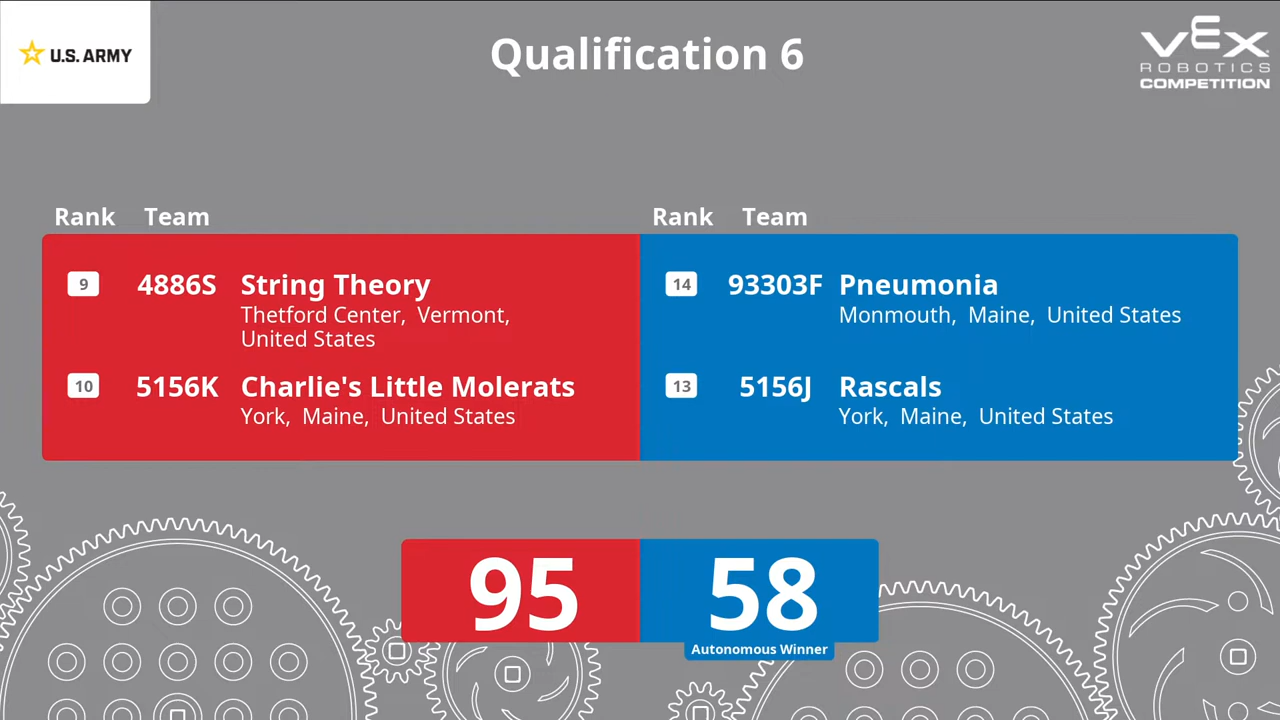 U.S. ARMY
Qualification 6
VEX
ROBOTICS
COMPETITION
Rank Team
9 4886S String Theory
Thetford Center, Vermont,
United States
10 5156K Charlie's Little Molerats
York, Maine, United States
Rank Team
14 93303F Pneumonia
Monmouth, Maine, United States
13 5156J Rascals
York, Maine, United States
95
58
Autonomous Winner